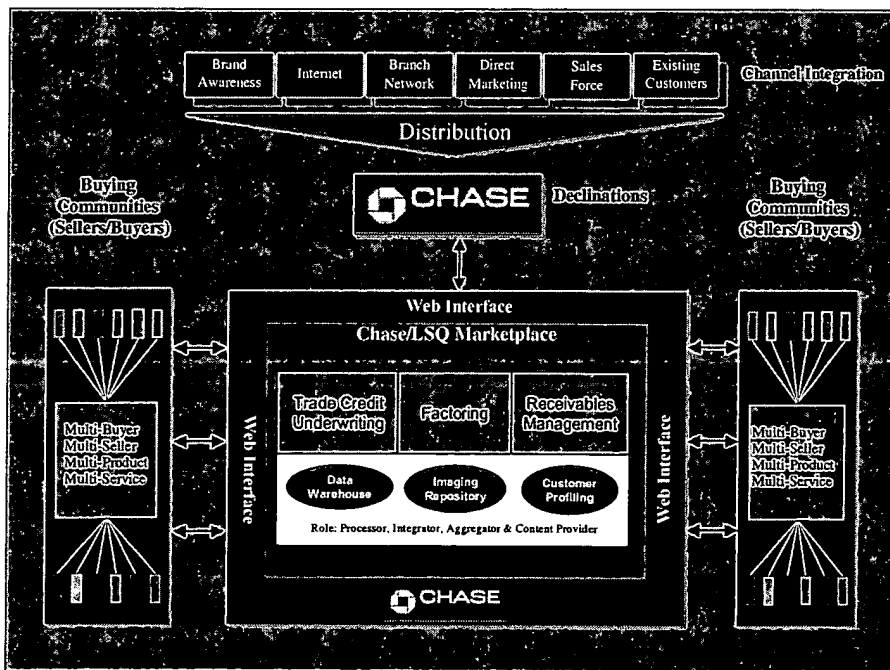 Brand
Awareness
Internet
Branch
Network
Direct
Marketing
Sales
Force
Existing
Customers
Channel Integration
Distribution
CHASE
Declinations
Buying
Communities
(Sellers/Buyers)
Buying
Communities
(Sellers/Buyers)
Web Interface
Chase/LSQ Marketplace
Web Interface
Trade Credit
Underwriting
Factoring
Receivables
Management
Web Interface
Multi-Buyer
Multi-Seller
Multi-Product
Multi-Service
Multi-Buyer
Multi-Seller
Multi-Product
Multi-Service
Data
Warehouse
Imaging
Repository
Customer
Profiling
Role: Processor, Integrator, Aggregator & Content Provider
CHASE